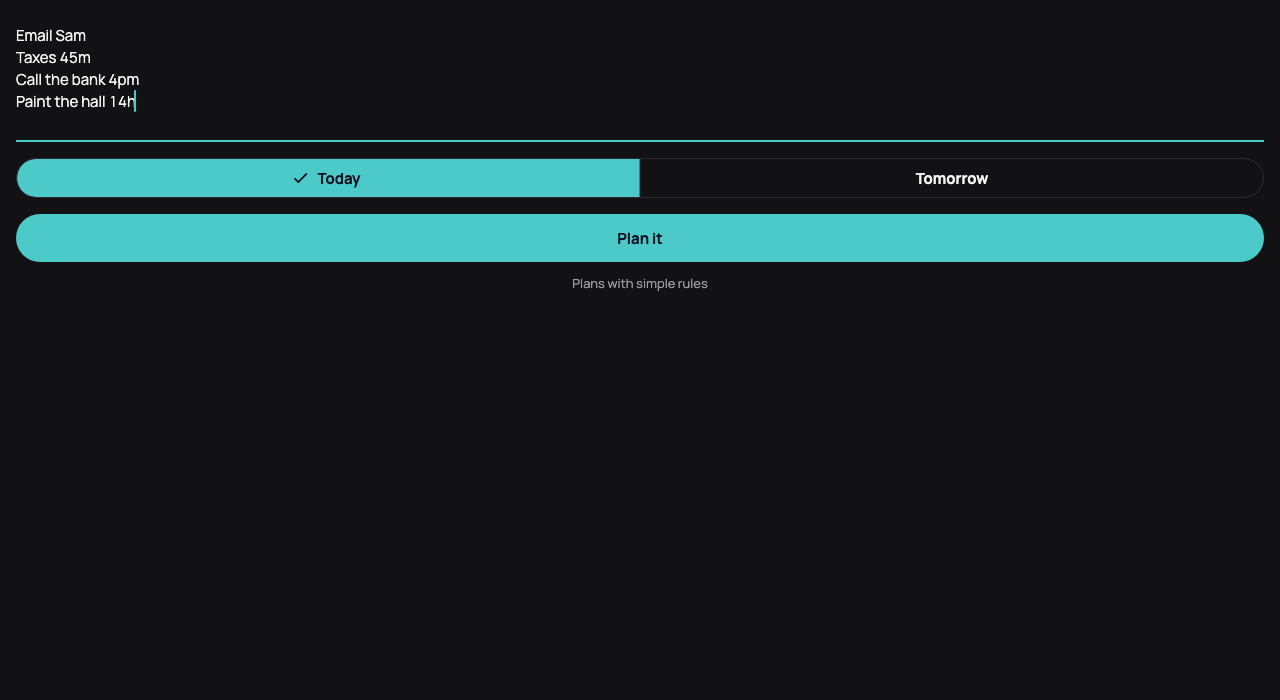 Email Sam
Taxes 45m
Call the bank 4pm
Paint the hall 14h
Today
Tomorrow
Plan it
Plans with simple rules